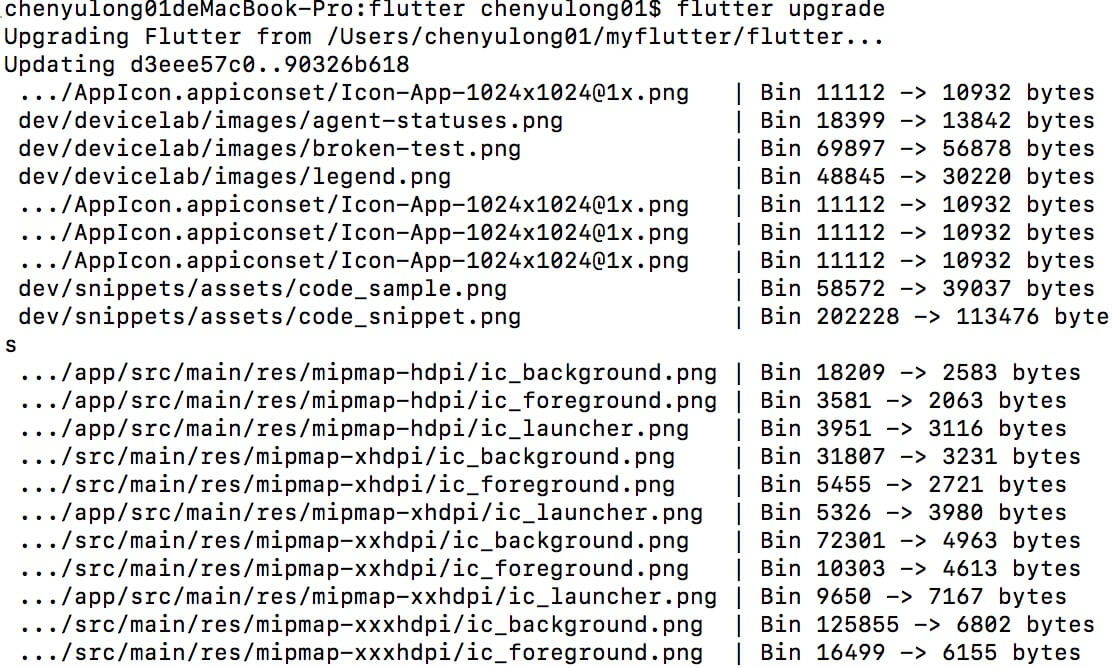 chenyulong01deMacBook-Pro:flutter chenyulong01$ flutter upgrade
Upgrading Flutter from /Users/chenyulong01/myflutter/flutter...
Updating d3eee57c0..90326b618
 .../AppIcon.appiconset/Icon-App-1024x1024@1x.png   | Bin 11112 -> 10932 bytes
 dev/devicelab/images/agent-statuses.png            | Bin 18399 -> 13842 bytes
 dev/devicelab/images/broken-test.png               | Bin 69897 -> 56878 bytes
 dev/devicelab/images/legend.png                    | Bin 48845 -> 30220 bytes
 .../AppIcon.appiconset/Icon-App-1024x1024@1x.png   | Bin 11112 -> 10932 bytes
 .../AppIcon.appiconset/Icon-App-1024x1024@1x.png   | Bin 11112 -> 10932 bytes
 .../AppIcon.appiconset/Icon-App-1024x1024@1x.png   | Bin 11112 -> 10932 bytes
 dev/snippets/assets/code_sample.png                | Bin 58572 -> 39037 bytes
 dev/snippets/assets/code_snippet.png               | Bin 202228 -> 113476 byte
s
 .../app/src/main/res/mipmap-hdpi/ic_background.png | Bin 18209 -> 2583 bytes
 .../app/src/main/res/mipmap-hdpi/ic_foreground.png | Bin 3581 -> 2063 bytes
 .../app/src/main/res/mipmap-hdpi/ic_launcher.png   | Bin 3951 -> 3116 bytes
 .../src/main/res/mipmap-xhdpi/ic_background.png    | Bin 31807 -> 3231 bytes
 .../src/main/res/mipmap-xhdpi/ic_foreground.png    | Bin 5455 -> 2721 bytes
 .../app/src/main/res/mipmap-xhdpi/ic_launcher.png  | Bin 5326 -> 3980 bytes
 .../src/main/res/mipmap-xxhdpi/ic_background.png   | Bin 72301 -> 4963 bytes
 .../src/main/res/mipmap-xxhdpi/ic_foreground.png   | Bin 10303 -> 4613 bytes
 .../app/src/main/res/mipmap-xxhdpi/ic_launcher.png | Bin 9650 -> 7167 bytes
 .../src/main/res/mipmap-xxxhdpi/ic_background.png  | Bin 125855 -> 6802 bytes
 .../src/main/res/mipmap-xxxhdpi/ic_foreground.png  | Bin 16499 -> 6155 bytes